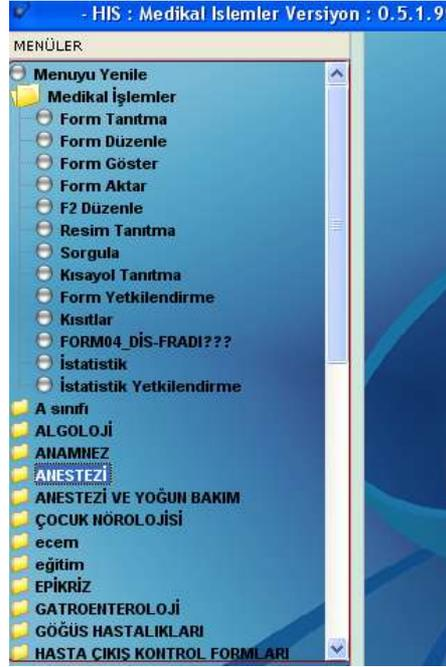 - HIS : Medikal Islemler Versiyon : 0.5.1.9
MENÜLER
Menuyu Yenile
Medikal İşlemler
Form Tanıtma
Form Düzenle
Form Göster
Form Aktar
F2 Düzenle
Resim Tanıtma
Sorgula
Kısayol Tanıtma
Form Yetkilendirme
Kısıtlar
FORM04_DİS-FRADI???
İstatistik
İstatistik Yetkilendirme
A sınıfı
ALGOLOJİ
ANAMNEZ
ANESTEZİ
ANESTEZİ VE YOĞUN BAKIM
ÇOCUK NÖROLOJİSİ
ecem
eğitim
EPİKRİZ
GATROENTEROLOJİ
GÖĞÜS HASTALIKLARI
HASTA ÇIKIŞ KONTROL FORMLARI